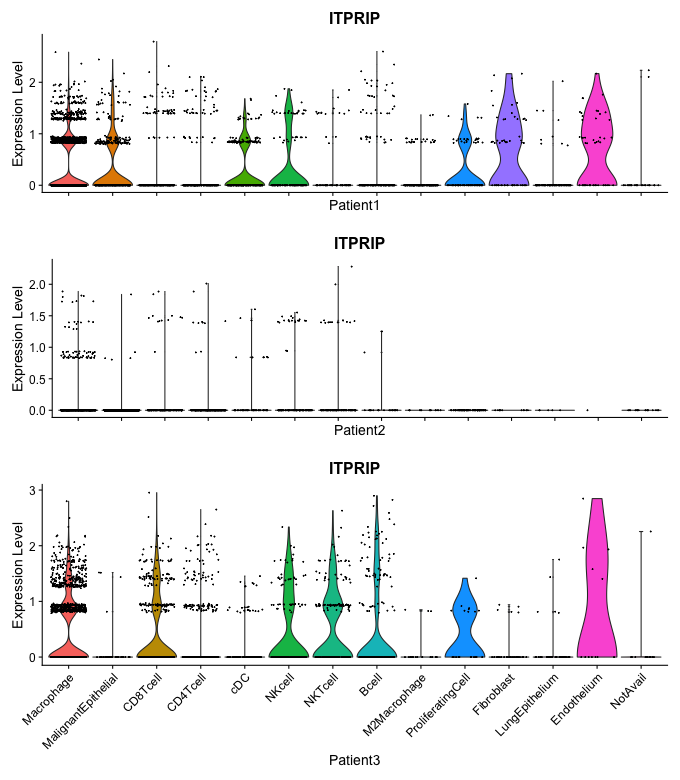 ITPRIP
Expression Level
2
1
0
Patient1
ITPRIP
Expression Level
2.0
1.5
1.0
0.5
0.0
Patient2
ITPRIP
Expression Level
3
2
1
0
Macrophage
MalignantEpithelial
CD8Tcell
CD4Tcell
cDC
NKcell
NKTcell
Bcell
M2Macrophage
ProliferatingCell
Fibroblast
LungEpithelium
Endothelium
NotAvail
Patient3